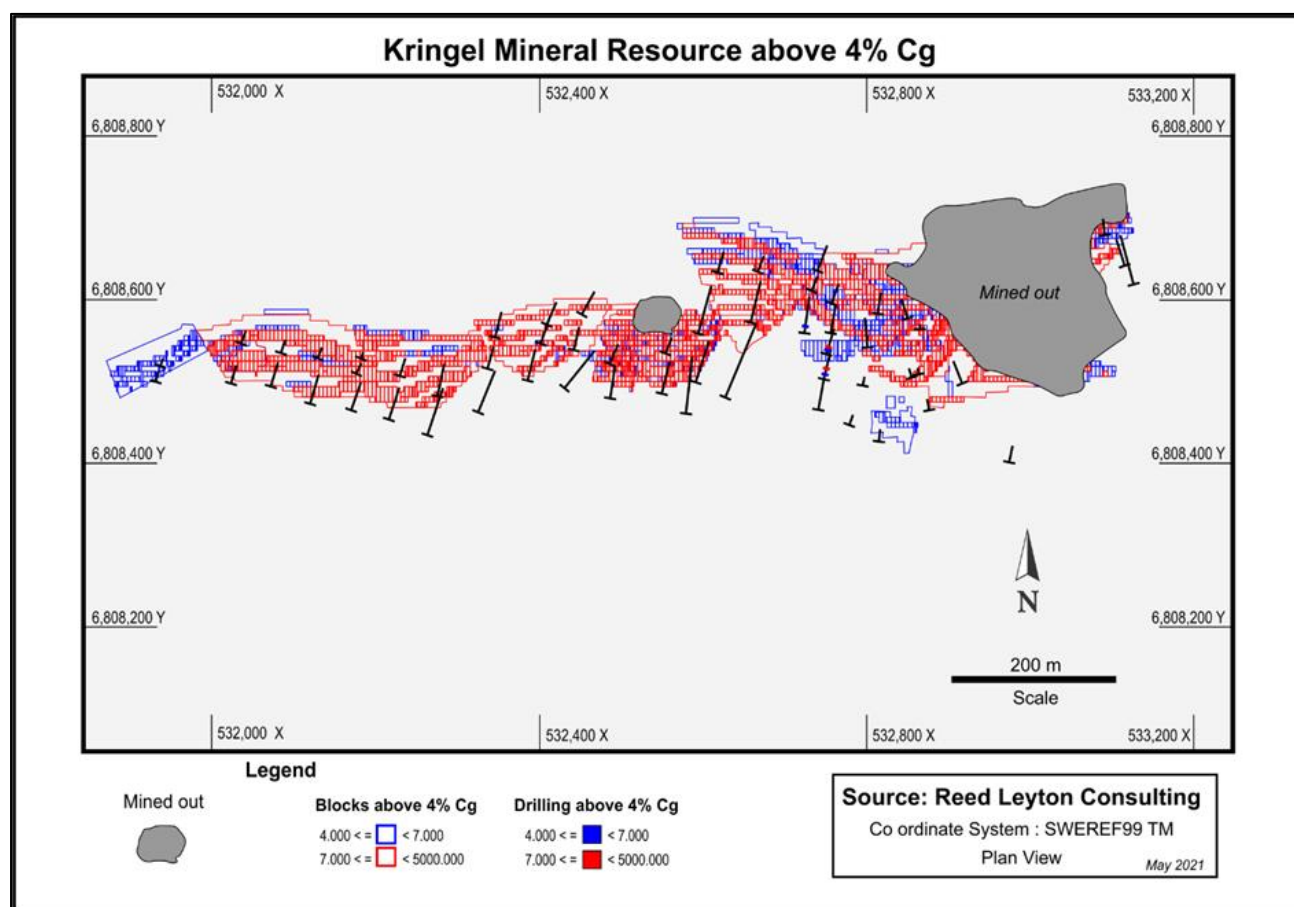 Kringel Mineral Resource above 4% Cg
532,000 X
532,400 X
532,800 X
533,200 X
6,808,800 Y
6,808,800 Y
6,808,600 Y
6,808,600 Y
Mined out
6,808,400 Y
6,808,400 Y
6,808,200 Y
6,808,200 Y
N
200 m
Scale
532,000 X
532,400 X
532,800 X
533,200 X
Legend
Mined out
Blocks above 4% Cg
4.000 < = < 7.000
7.000 < = < 5000.000
Drilling above 4% Cg
4.000 < = < 7.000
7.000 < = < 5000.000
Source: Reed Leyton Consulting
Co ordinate System : SWEREF99 TM
Plan View
May 2021